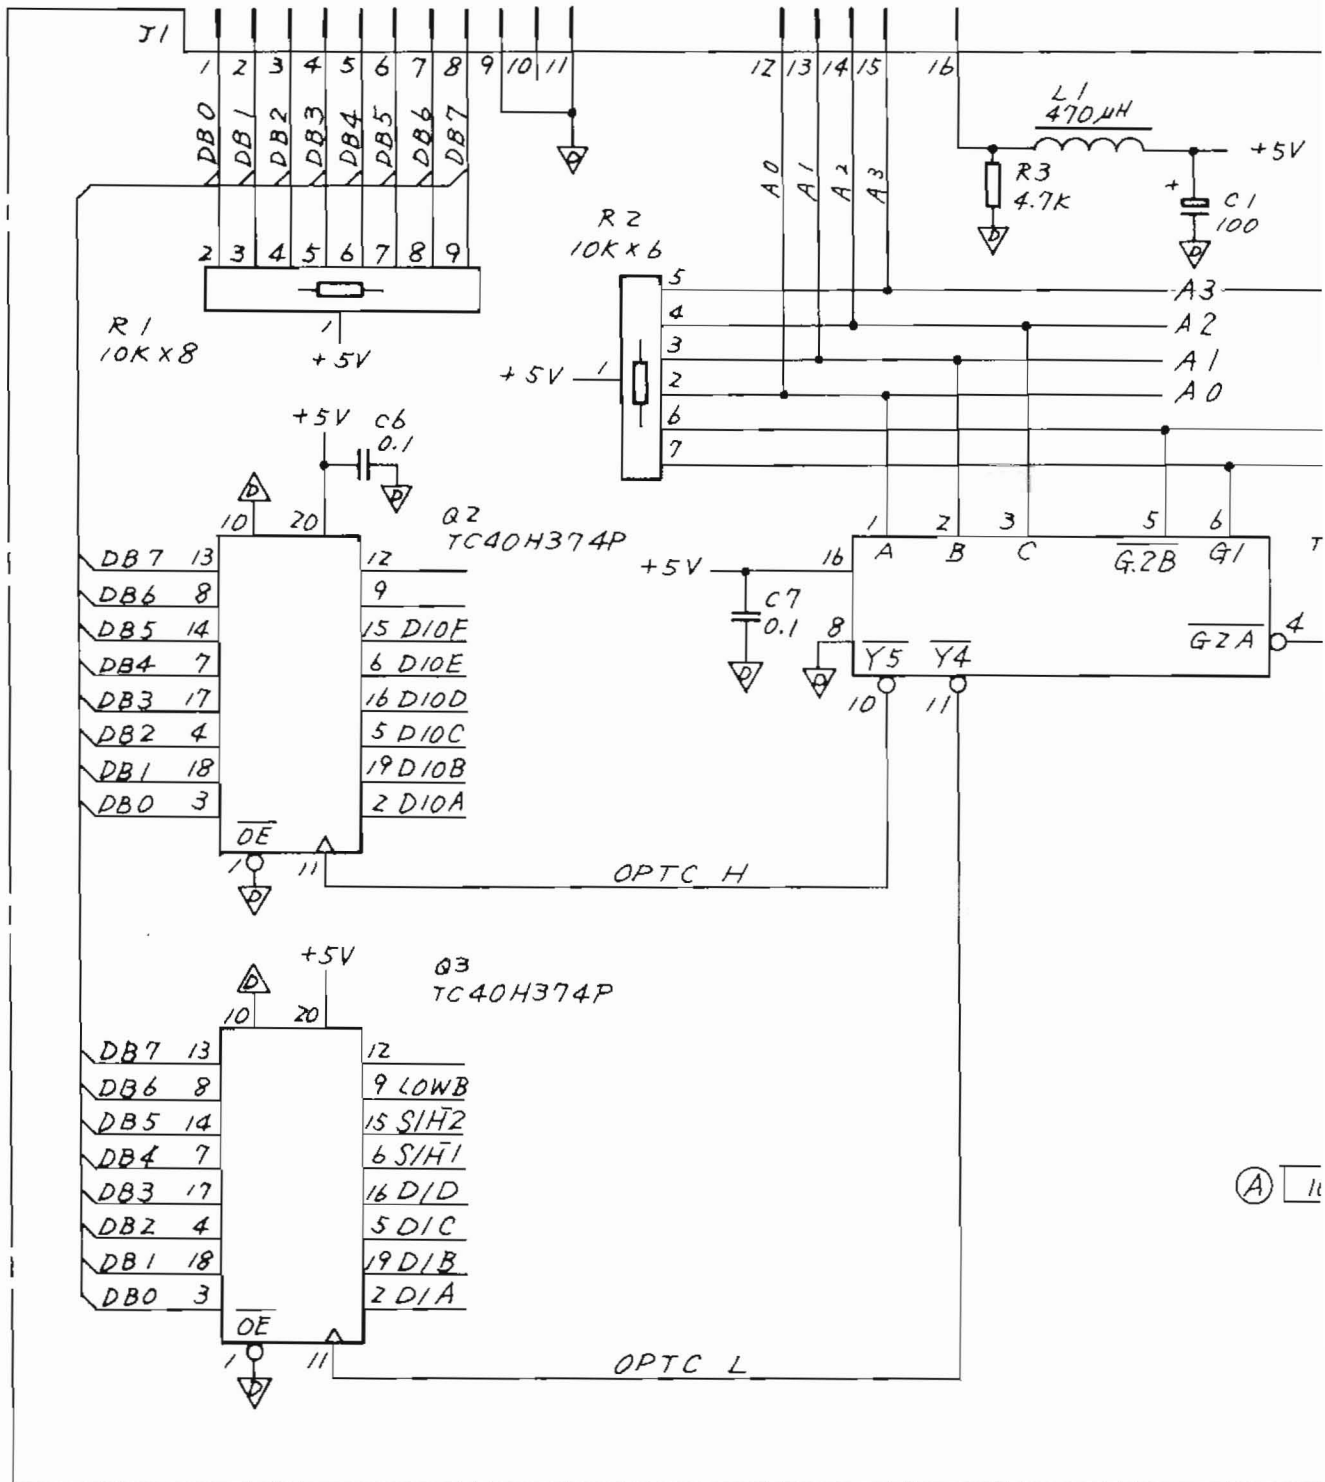 J1
1 2 3 4 5 6 7 8 9 10 11 12 13 14 15 16
DB0 DB1 DB2 DB3 DB4 DB5 DB6 DB7
A0 A1 A2 A3
L1
470μH
+5V
R3
4.7K
D
+
C1
100
D
D
2 3 4 5 6 7 8 9
R1
10K×8
1
+5V
R2
10K×6
+5V 1
5 A3
4 A2
3 A1
2 A0
6
7
+5V C6
0.1
D
D
10 20
Q2
TC40H374P
DB7 13 12
DB6 8 9
DB5 14 15 D10F
DB4 7 6 D10E
DB3 17 16 D10D
DB2 4 5 D10C
DB1 18 19 D10B
DB0 3 2 D10A
OE
1 11
D
OPTC H
1 2 3 5 6
A B C G2B G1
T
+5V 16
C7
0.1
D
8
D
Y5 Y4 G2A 4
10 11
+5V
D
10 20
Q3
TC40H374P
DB7 13 12
DB6 8 9 LOWB
DB5 14 15 S/H2
DB4 7 6 S/H1
DB3 17 16 D1D
DB2 4 5 D1C
DB1 18 19 D1B
DB0 3 2 D1A
OE
1 11
D
OPTC L
A